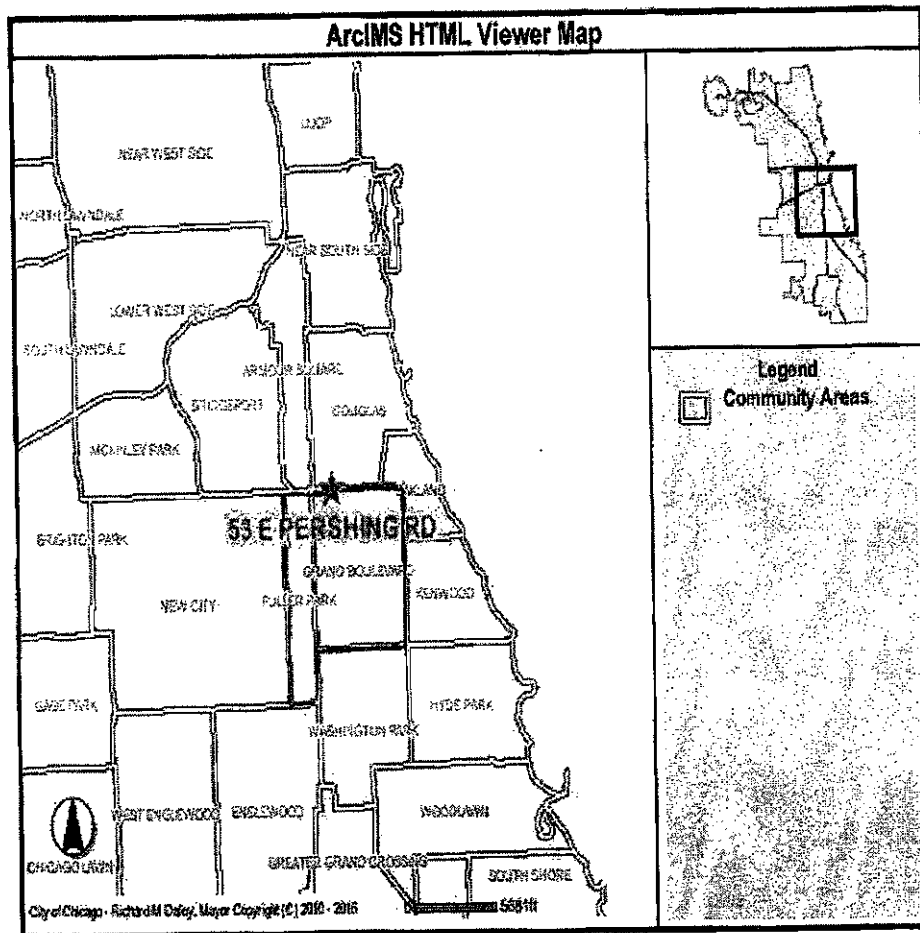 ArcIMS HTML Viewer Map
LOOP
NEAR WEST SIDE
NORTH LAWNDALE
NEAR SOUTH SIDE
LOWER WEST SIDE
SOUTH LAWNDALE
ARMOUR SQUARE
BRIDGEPORT
DOUGLAS
MCKINLEY PARK
OAKLAND
53 E PERSHING RD
BRIGHTON PARK
GRAND BOULEVARD
FULLER PARK
KENWOOD
NEW CITY
GAGE PARK
HYDE PARK
WASHINGTON PARK
WEST ENGLEWOOD
ENGLEWOOD
WOODLAWN
CHICAGO LAWN
GREATER GRAND CROSSING
SOUTH SHORE
City of Chicago - Richard M Daley, Mayor Copyright (C) 2010 -
Legend
Community Areas